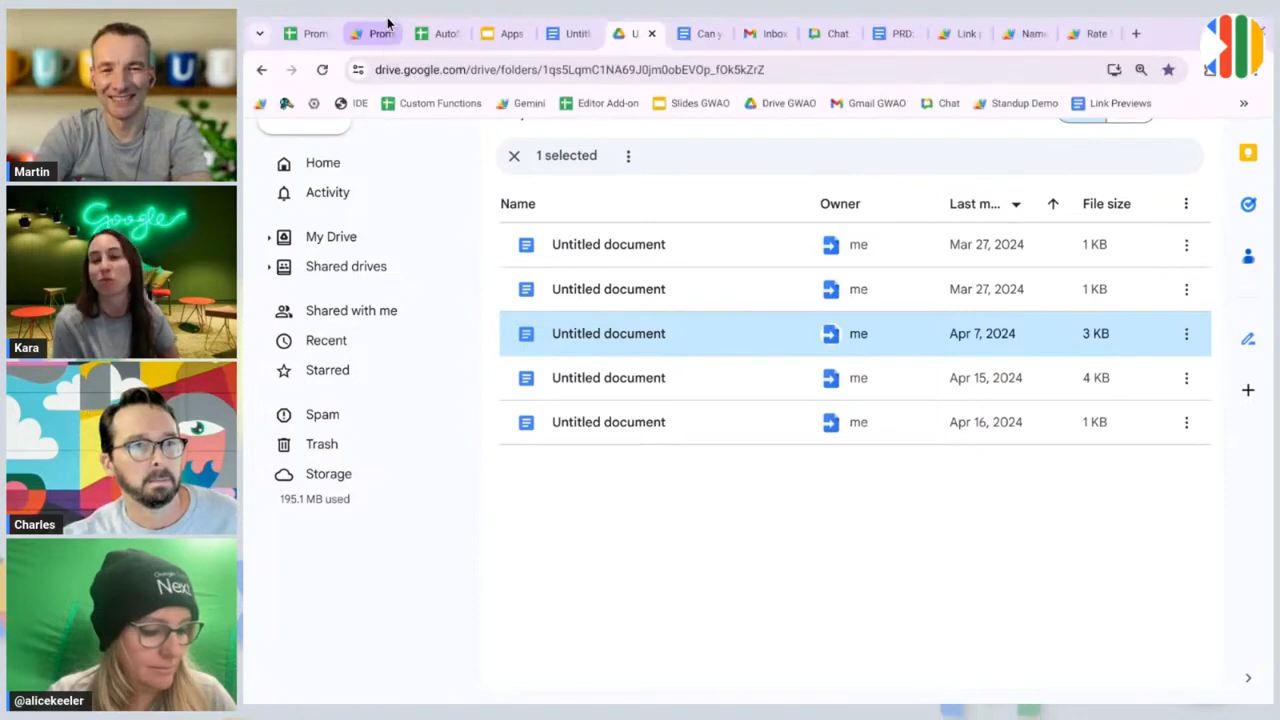 Martin
Google
Kara
Charles
Google Cloud
Next
@alicekeeler
Prom
Prom
Auto
Apps
Untitl
U
Can y
Inbo
Chat
PRD:
Link
Name
Rate
drive.google.com/drive/folders/1qs5LqmC1NA69J0jm0obEVOp_fOk5kZrZ
IDE
Custom Functions
Gemini
Editor Add-on
Slides GWAO
Drive GWAO
Gmail GWAO
Chat
Standup Demo
Link Previews
Home
Activity
My Drive
Shared drives
Shared with me
Recent
Starred
Spam
Trash
Storage
195.1 MB used
1 selected
Name Owner Last m... File size
Untitled document me Mar 27, 2024 1 KB
Untitled document me Mar 27, 2024 1 KB
Untitled document me Apr 7, 2024 3 KB
Untitled document me Apr 15, 2024 4 KB
Untitled document me Apr 16, 2024 1 KB